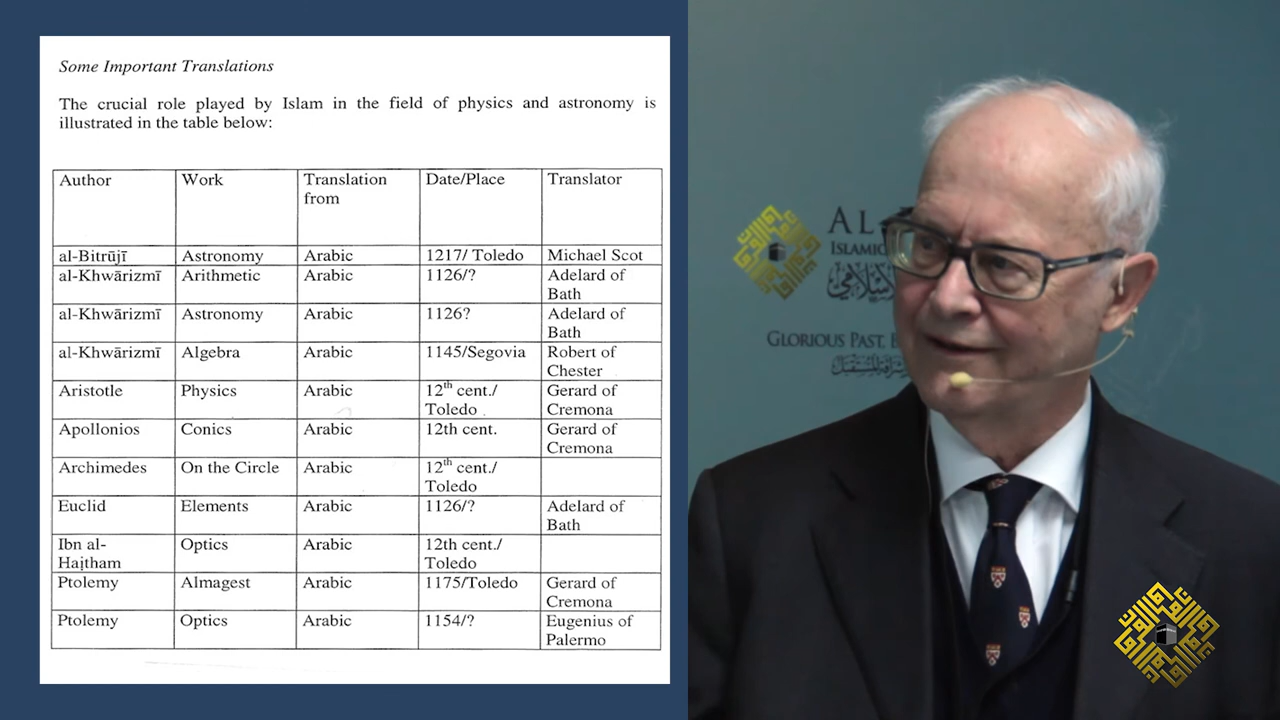 Some Important Translations
The crucial role played by Islam in the field of physics and astronomy is
illustrated in the table below:
Author Work Translation from Date/Place Translator
al-Bitrūjī Astronomy Arabic 1217/ Toledo Michael Scot
al-Khwārizmī Arithmetic Arabic 1126/? Adelard of Bath
al-Khwārizmī Astronomy Arabic 1126? Adelard of Bath
al-Khwārizmī Algebra Arabic 1145/Segovia Robert of Chester
Aristotle Physics Arabic 12th cent./ Toledo Gerard of Cremona
Apollonios Conics Arabic 12th cent. Gerard of Cremona
Archimedes On the Circle Arabic 12th cent./ Toledo
Euclid Elements Arabic 1126/? Adelard of Bath
Ibn al-Haịtham Optics Arabic 12th cent./ Toledo
Ptolemy Almagest Arabic 1175/Toledo Gerard of Cremona
Ptolemy Optics Arabic 1154/? Eugenius of Palermo
AL
ISLAMIC
GLORIOUS PAST,